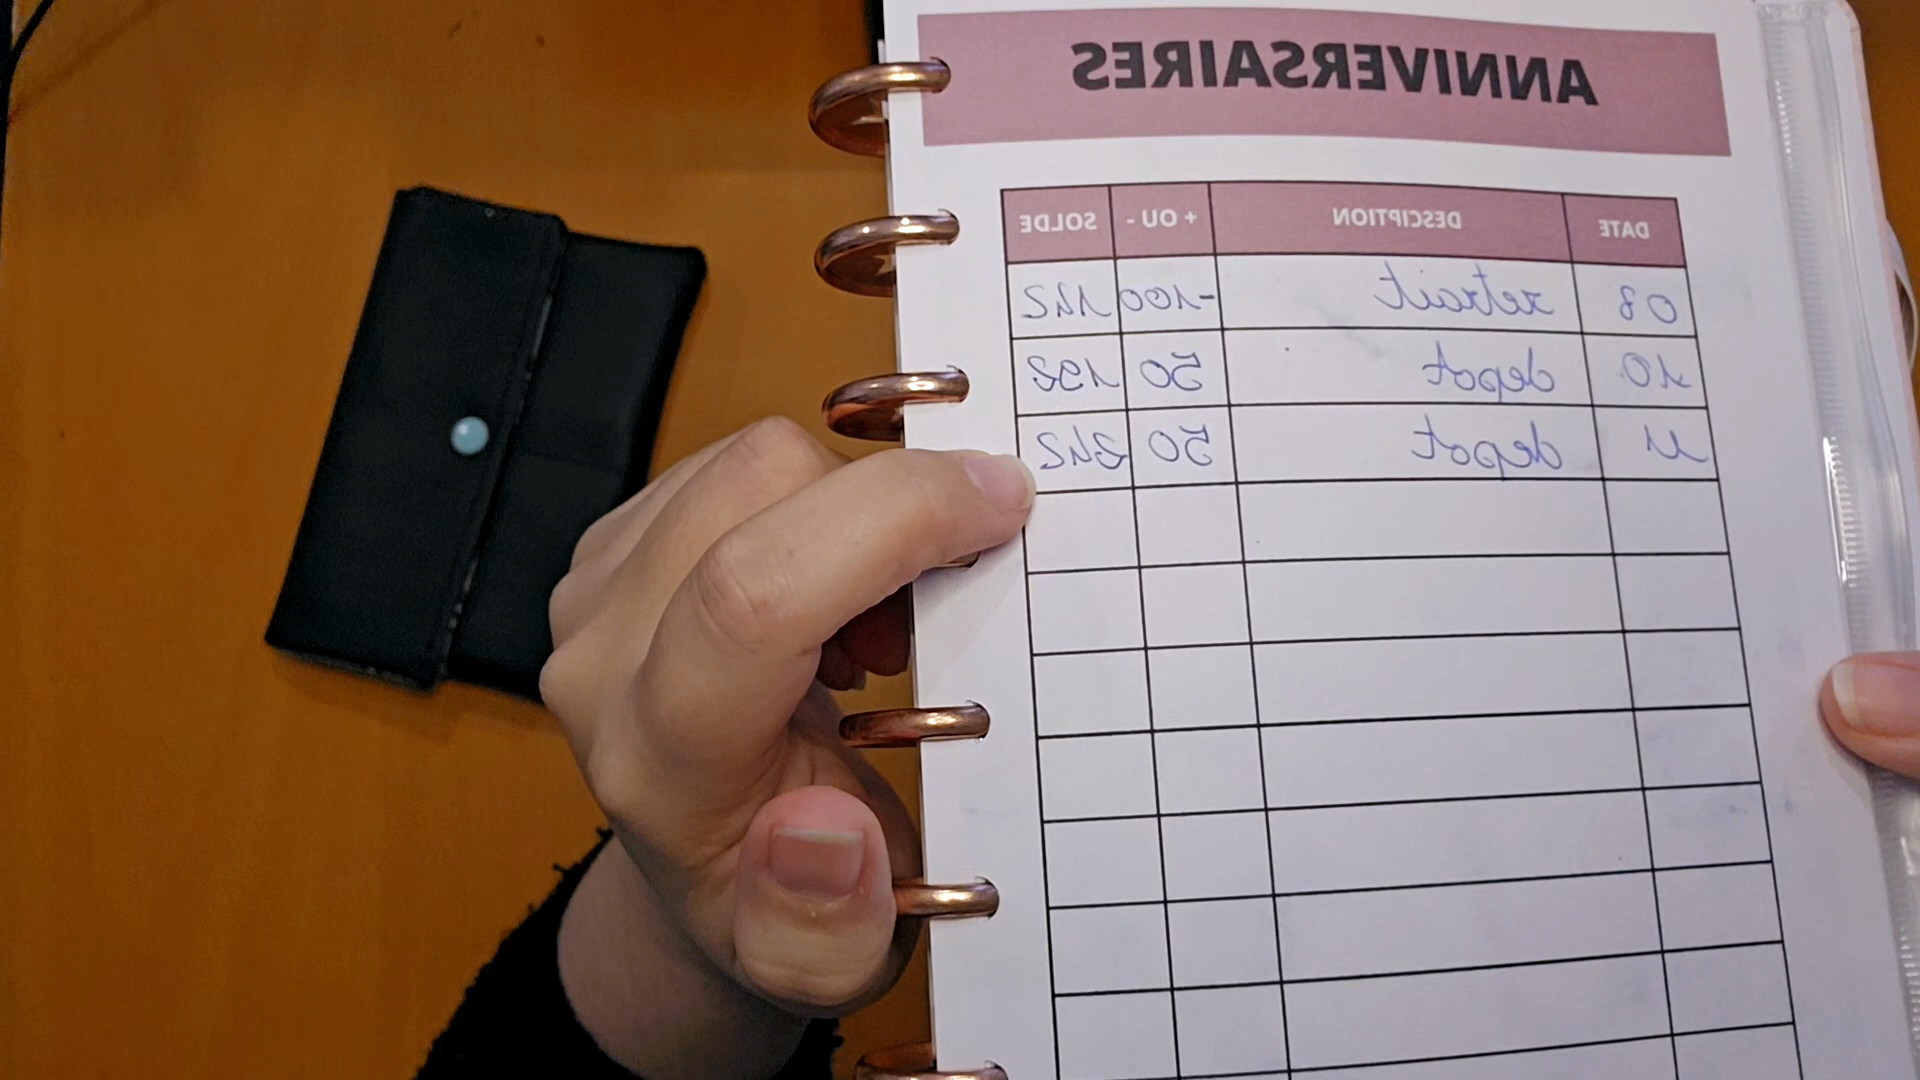 ANNIVERSAIRES
DATE DESCIPTION + OU - SOLDE
08 retrait -100 142
10 depot 50 192
11 depot 50 242